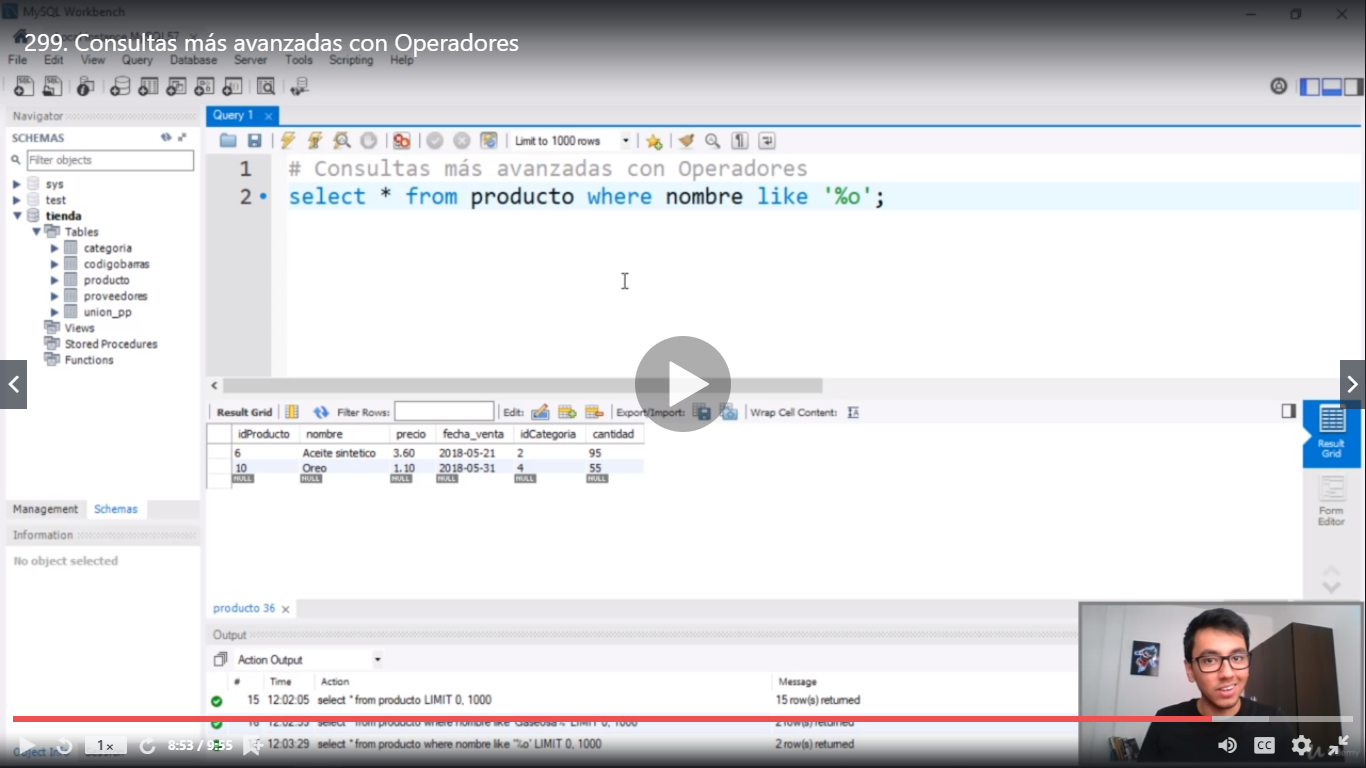 MySQL Workbench
299. Consultas más avanzadas con Operadores
File Edit View Query Database Server Tools Scripting Help
Navigator
SCHEMAS
Filter objects
sys
test
tienda
Tables
categoria
codigobarras
producto
proveedores
union_pp
Views
Stored Procedures
Functions
Management Schemas
Information
No object selected
Query 1
Limit to 1000 rows
1 # Consultas más avanzadas con Operadores
2 select * from producto where nombre like '%o';
Result Grid Filter Rows: Edit: Export/Import: Wrap Cell Content:
idProducto nombre precio fecha_venta idCategoria cantidad
6 Aceite sintetico 3.60 2018-05-21 2 95
10 Oreo 1.10 2018-05-31 4 55
NULL NULL NULL NULL NULL NULL
Result Grid
Form Editor
producto 36
Output
Action Output
# Time Action Message
15 12:02:05 select * from producto LIMIT 0, 1000 15 row(s) returned
select * from producto where nombre like LIMIT 0, 1000 2 row(s) returned
12:03:29 select * from producto where nombre like '%o' LIMIT 0, 1000 2 row(s) returned
1x 8:53 / 9:55
CC